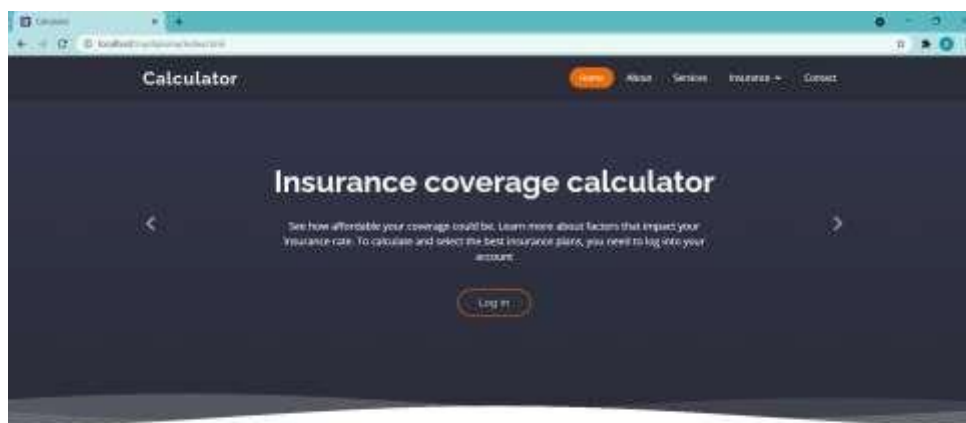 Calculator
localhost
Calculator
Home About Services Insurance Contact
Insurance coverage calculator
See how affordable your coverage could be. Learn more about factors that impact your
insurance rate. To calculate and select the best insurance plans, you need to log into your
account
Log in